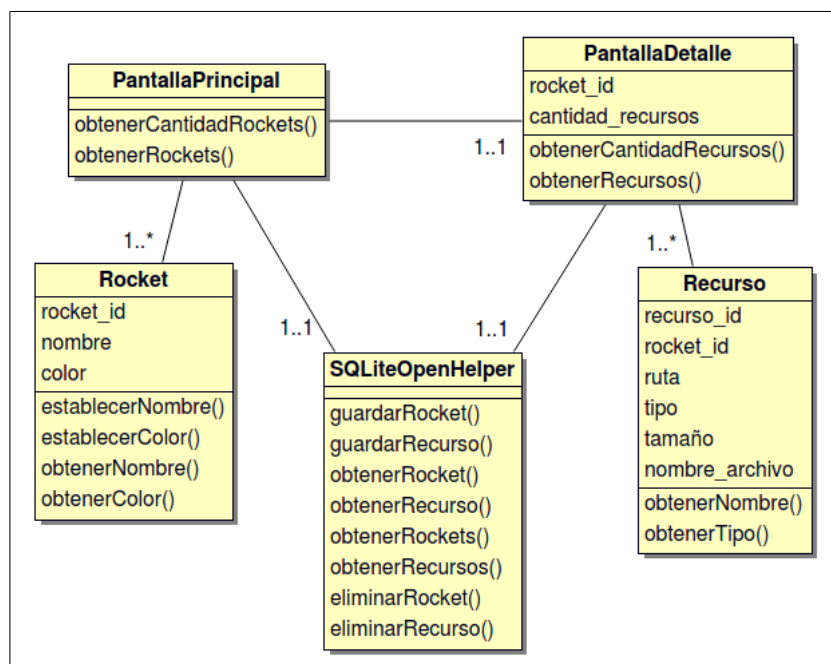 PantallaPrincipal
obtenerCantidadRockets()
obtenerRockets()
PantallaDetalle
rocket_id
cantidad_recursos
obtenerCantidadRecursos()
obtenerRecursos()
1..1
1..*
1..*
1..1
1..1
Rocket
rocket_id
nombre
color
establecerNombre()
establecerColor()
obtenerNombre()
obtenerColor()
SQLiteOpenHelper
guardarRocket()
guardarRecurso()
obtenerRocket()
obtenerRecurso()
obtenerRockets()
obtenerRecursos()
eliminarRocket()
eliminarRecurso()
Recurso
recurso_id
rocket_id
ruta
tipo
tamaño
nombre_archivo
obtenerNombre()
obtenerTipo()